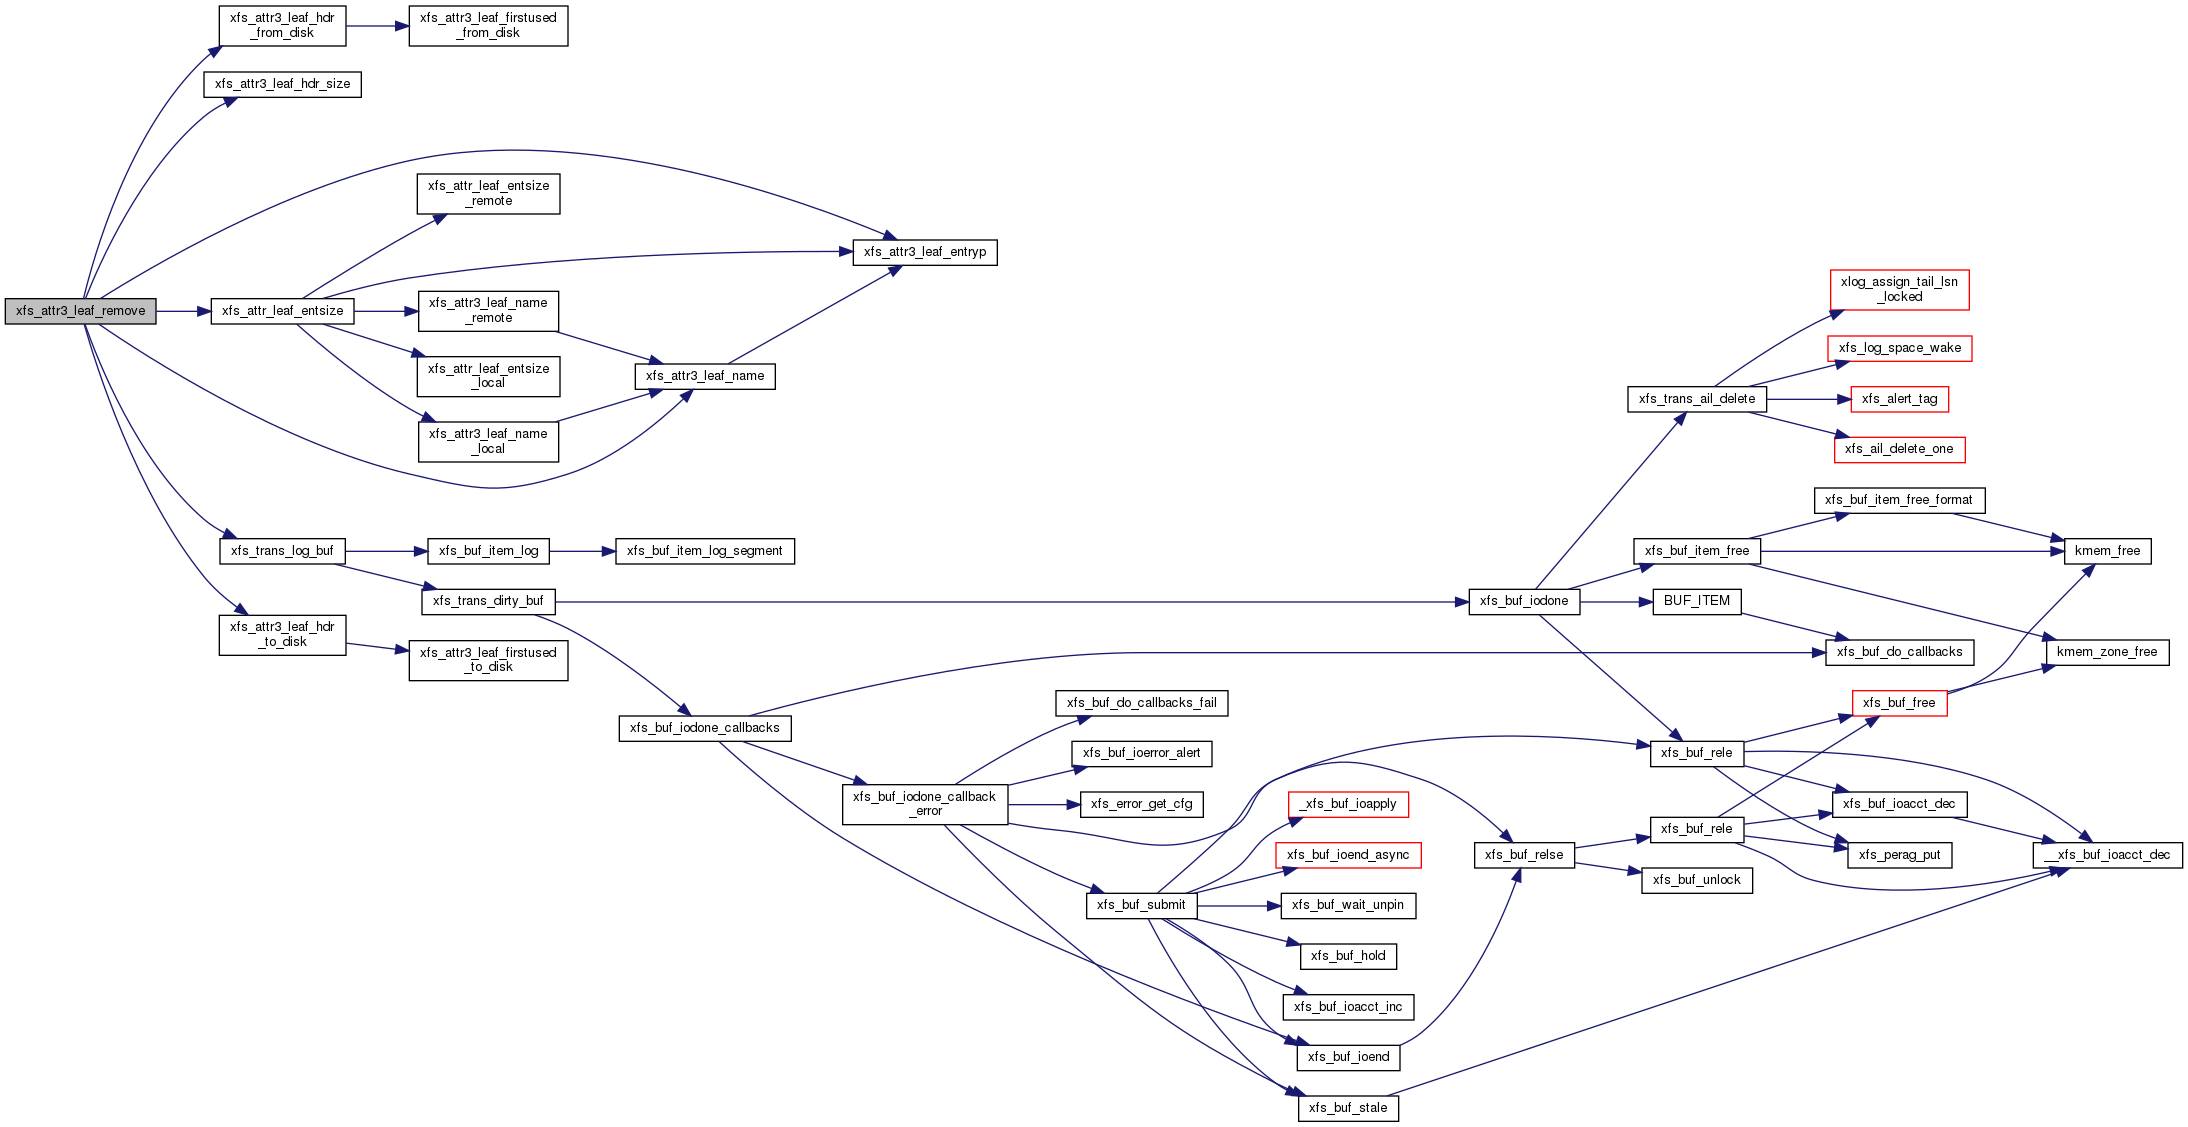 xfs_attr3_leaf_hdr
_from_disk
xfs_attr3_leaf_firstused
_from_disk
xfs_attr3_leaf_hdr_size
xfs_attr_leaf_entsize
_remote
xfs_attr3_leaf_entryp
xfs_attr3_leaf_remove
xfs_attr_leaf_entsize
xfs_attr3_leaf_name
_remote
xfs_attr_leaf_entsize
_local
xfs_attr3_leaf_name
xfs_attr3_leaf_name
_local
xlog_assign_tail_lsn
_locked
xfs_log_space_wake
xfs_trans_ail_delete
xfs_alert_tag
xfs_ail_delete_one
xfs_buf_item_free_format
xfs_trans_log_buf
xfs_buf_item_log
xfs_buf_item_log_segment
xfs_buf_item_free
kmem_free
xfs_trans_dirty_buf
xfs_buf_iodone
BUF_ITEM
xfs_attr3_leaf_hdr
_to_disk
xfs_attr3_leaf_firstused
_to_disk
xfs_buf_do_callbacks
kmem_zone_free
xfs_buf_iodone_callbacks
xfs_buf_do_callbacks_fail
xfs_buf_free
xfs_buf_ioerror_alert
xfs_buf_rele
xfs_buf_iodone_callback
_error
xfs_error_get_cfg
_xfs_buf_ioapply
xfs_buf_ioacct_dec
xfs_buf_rele
xfs_buf_ioend_async
xfs_buf_relse
xfs_perag_put
__xfs_buf_ioacct_dec
xfs_buf_unlock
xfs_buf_submit
xfs_buf_wait_unpin
xfs_buf_hold
xfs_buf_ioacct_inc
xfs_buf_ioend
xfs_buf_stale